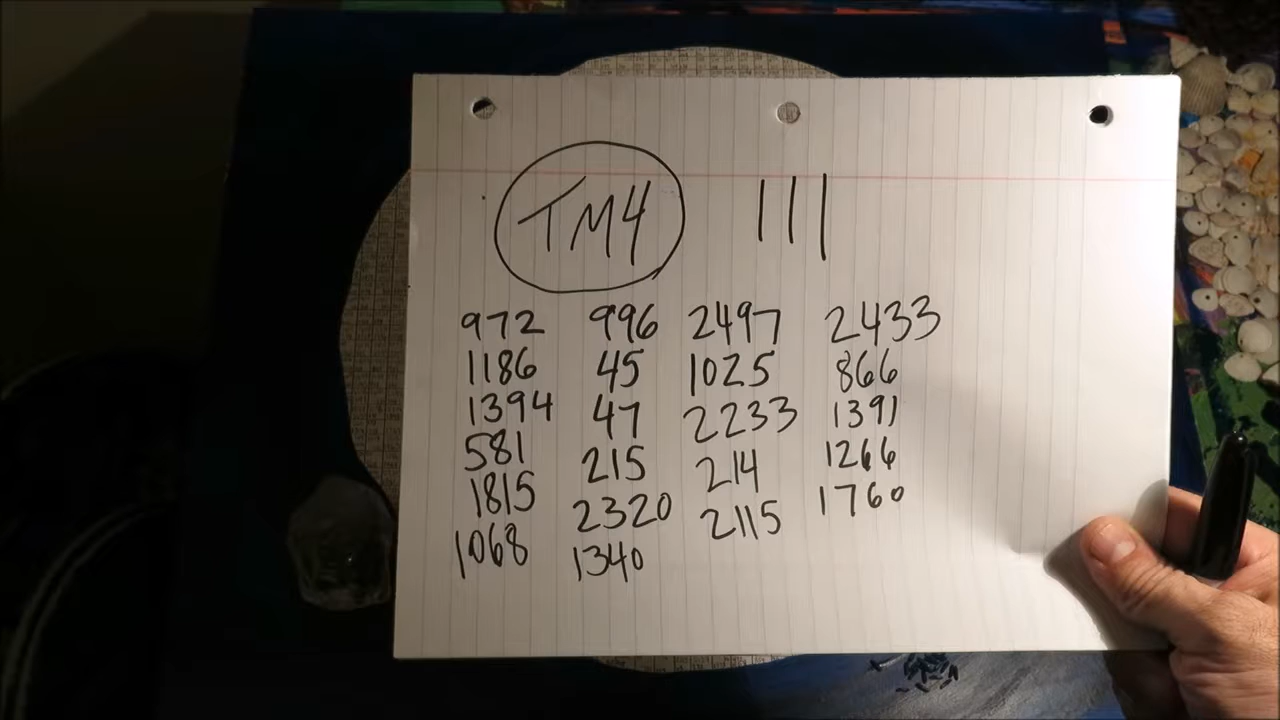 TM4 111
972 996 2497 2433
1186 45 1025 866
1394 47 2233 1391
581 215 214 1266
1815 2320 2115 1760
1068 1340